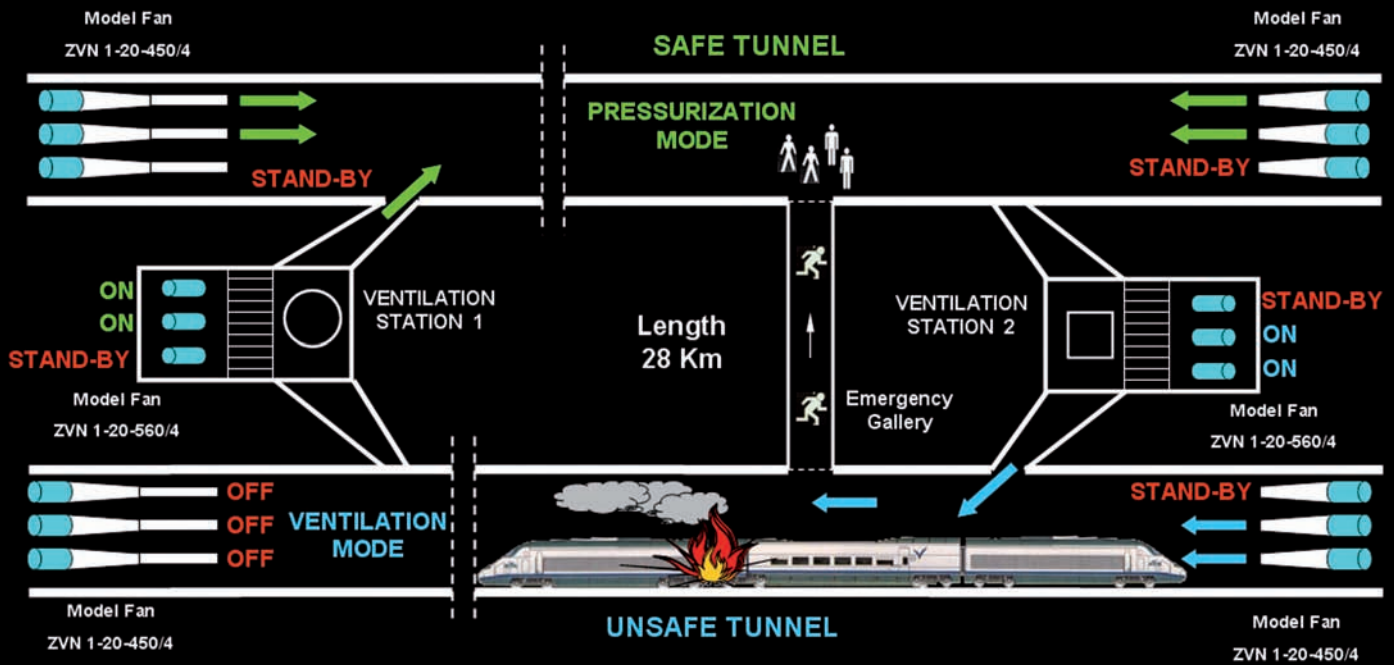 Model Fan
ZVN 1-20-450/4
SAFE TUNNEL
Model Fan
ZVN 1-20-450/4
PRESSURIZATION
MODE
STAND-BY
STAND-BY
ON
ON
STAND-BY
VENTILATION
STATION 1
Model Fan
ZVN 1-20-560/4
Length
28 Km
VENTILATION
STATION 2
STAND-BY
ON
ON
Model Fan
ZVN 1-20-560/4
Emergency
Gallery
OFF
OFF
OFF
VENTILATION
MODE
STAND-BY
Model Fan
ZVN 1-20-450/4
UNSAFE TUNNEL
Model Fan
ZVN 1-20-450/4